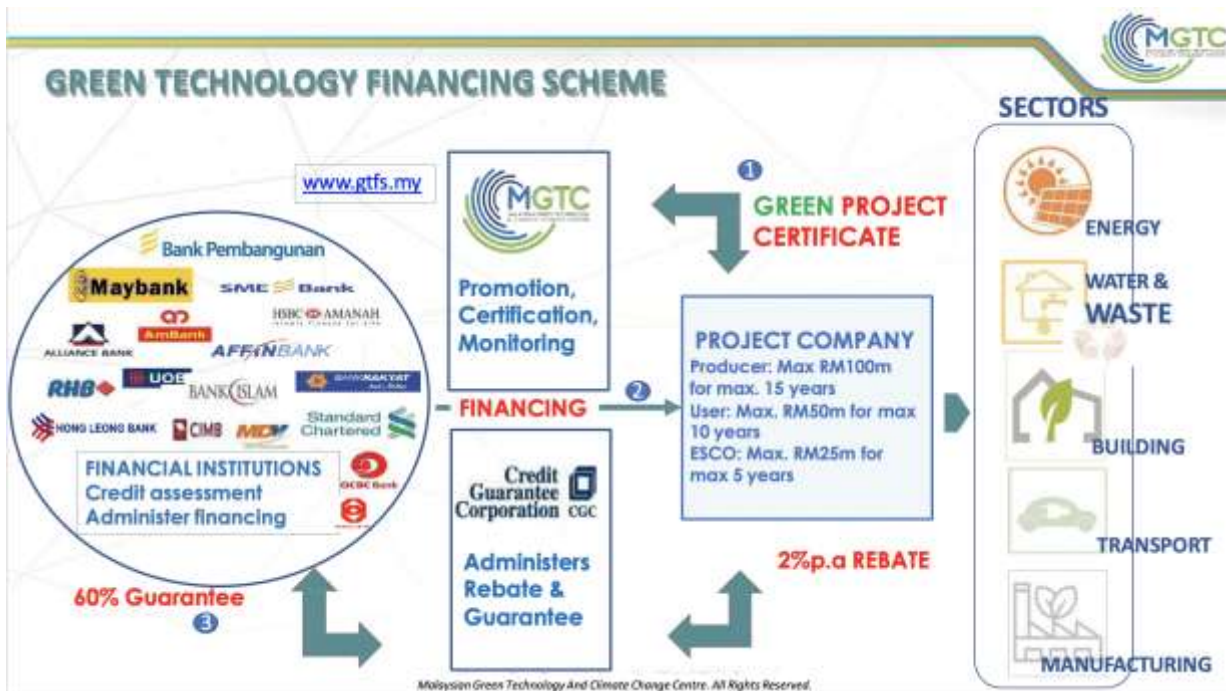 MGTC
GREEN TECHNOLOGY FINANCING SCHEME
www.gtfs.my
Bank Pembangunan
Maybank
SME Bank
HSBC AMANAH
AmBank
ALLIANCE BANK
AFFINBANK
RHB
UOB
BANK ISLAM
BANK RAKYAT
HONG LEONG BANK
CIMB
MDV
Standard
Chartered
OCBC Bank
FINANCIAL INSTITUTIONS
Credit assessment
Administer financing
60% Guarantee
3
MGTC
Promotion,
Certification,
Monitoring
FINANCING
2
Credit
Guarantee
Corporation CGC
Administers
Rebate &
Guarantee
1
GREEN PROJECT
CERTIFICATE
PROJECT COMPANY
Producer: Max RM100m
for max. 15 years
User: Max. RM50m for max
10 years
ESCO: Max. RM25m for
max 5 years
2%p.a REBATE
SECTORS
ENERGY
WATER &
WASTE
BUILDING
TRANSPORT
MANUFACTURING
Malaysian Green Technology And Climate Change Centre. All Rights Reserved.